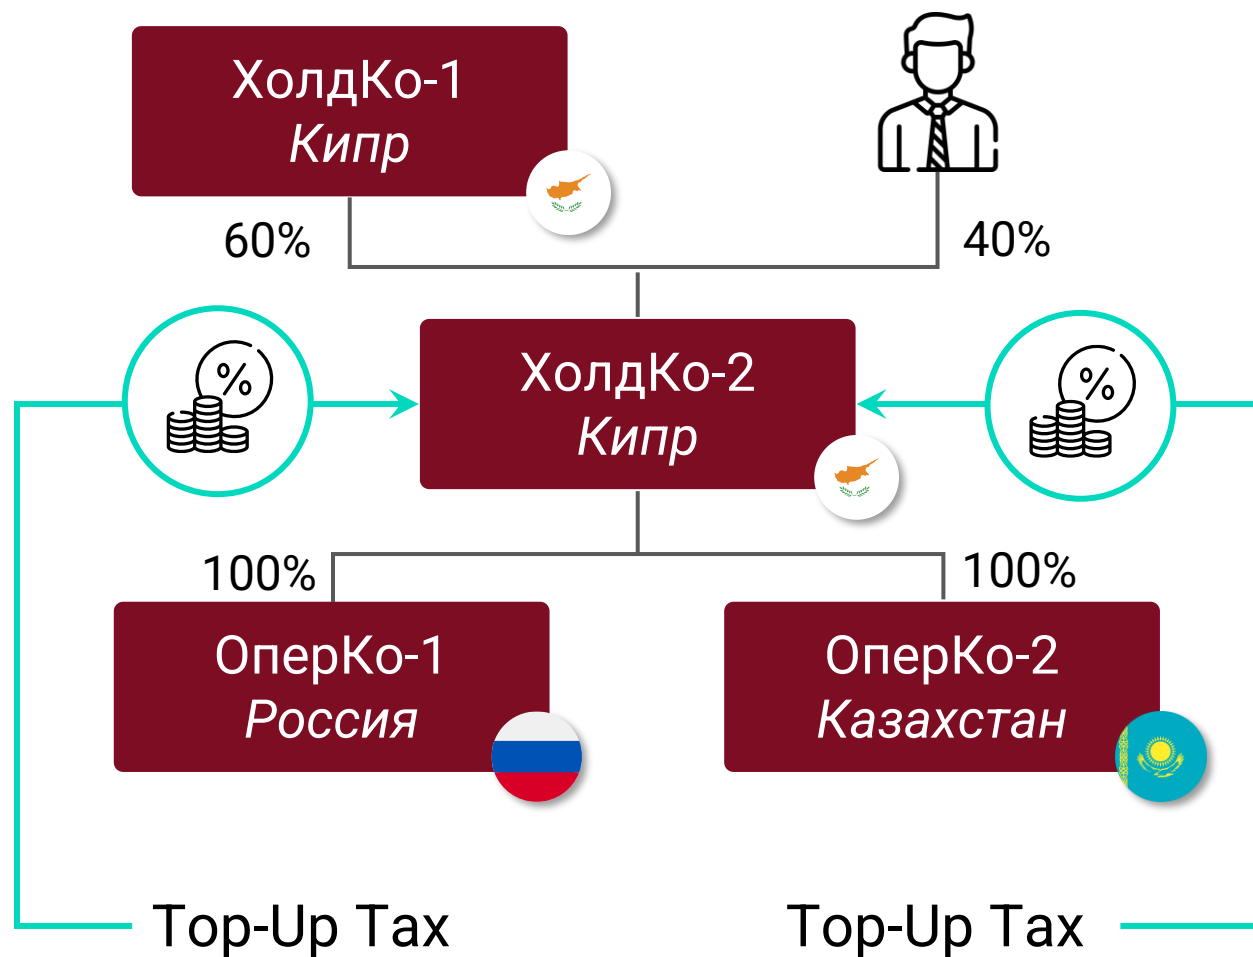 ХолдКо-1
Кипр
60%
40%
%
%
ХолдКо-2
Кипр
100%
100%
ОперКо-1
Россия
ОперКо-2
Казахстан
Top-Up Tax
Top-Up Tax